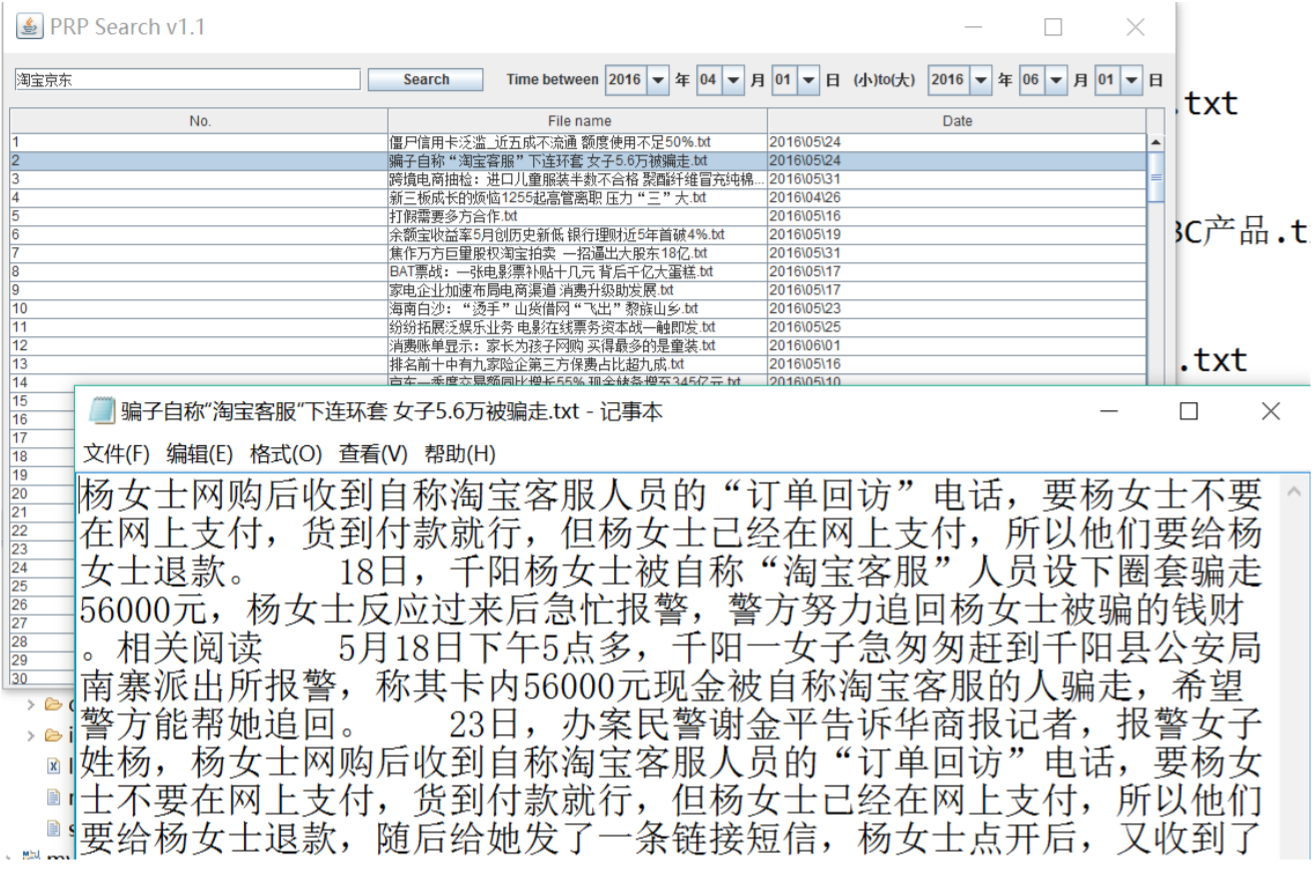 PRP Search v1.1
淘宝京东 Search Time between 2016 年 04 月 01 日 (小)to(大) 2016 年 06 月 01 日
.txt
No. File name Date
1 僵尸信用卡泛滥_近五成不流通 额度使用不足50%.txt 2016\05\24
2 骗子自称“淘宝客服”下连环套 女子5.6万被骗走.txt 2016\05\24
3 跨境电商抽检：进口儿童服装半数不合格 聚酯纤维冒充纯棉... 2016\05\31
4 新三板成长的烦恼1255起高管离职 压力“三”大.txt 2016\04\26
5 打假需要多方合作.txt 2016\05\16
6 余额宝收益率5月创历史新低 银行理财近5年首破4%.txt 2016\05\19
产品.t
7 焦作万方巨量股权淘宝拍卖 一招逼出大股东18亿.txt 2016\05\31
8 BAT票战：一张电影票补贴十几元 背后千亿大蛋糕.txt 2016\05\17
9 家电企业加速布局电商渠道 消费升级助发展.txt 2016\05\17
10 海南白沙：“烫手”山货借网“飞出”黎族山乡.txt 2016\05\23
11 纷纷拓展泛娱乐业务 电影在线票务资本战一触即发.txt 2016\05\25
12 消费账单显示：家长为孩子网购 买得最多的是童装.txt 2016\06\01
13 排名前十中有九家险企第三方保费占比超九成.txt 2016\05\16
.txt
14 京东一季度交易额同比增长55% 现金储备增至345亿元.txt 2016\05\10
15
16
17
18
19
20
21
22
23
24
25
26
27
28
29
30
骗子自称“淘宝客服”下连环套 女子5.6万被骗走.txt - 记事本
文件(F) 编辑(E) 格式(O) 查看(V) 帮助(H)
杨女士网购后收到自称淘宝客服人员的“订单回访”电话，要杨女士不要
在网上支付，货到付款就行，但杨女士已经在网上支付，所以他们要给杨
女士退款。 18日，千阳杨女士被自称“淘宝客服”人员设下圈套骗走
56000元，杨女士反应过来后急忙报警，警方努力追回杨女士被骗的钱财
。相关阅读 5月18日下午5点多，千阳一女子急匆匆赶到千阳县公安局
南寨派出所报警，称其卡内56000元现金被自称淘宝客服的人骗走，希望
警方能帮她追回。 23日，办案民警谢金平告诉华商报记者，报警女子
姓杨，杨女士网购后收到自称淘宝客服人员的“订单回访”电话，要杨女
士不要在网上支付，货到付款就行，但杨女士已经在网上支付，所以他们
要给杨女士退款，随后给她发了一条链接短信，杨女士点开后，又收到了